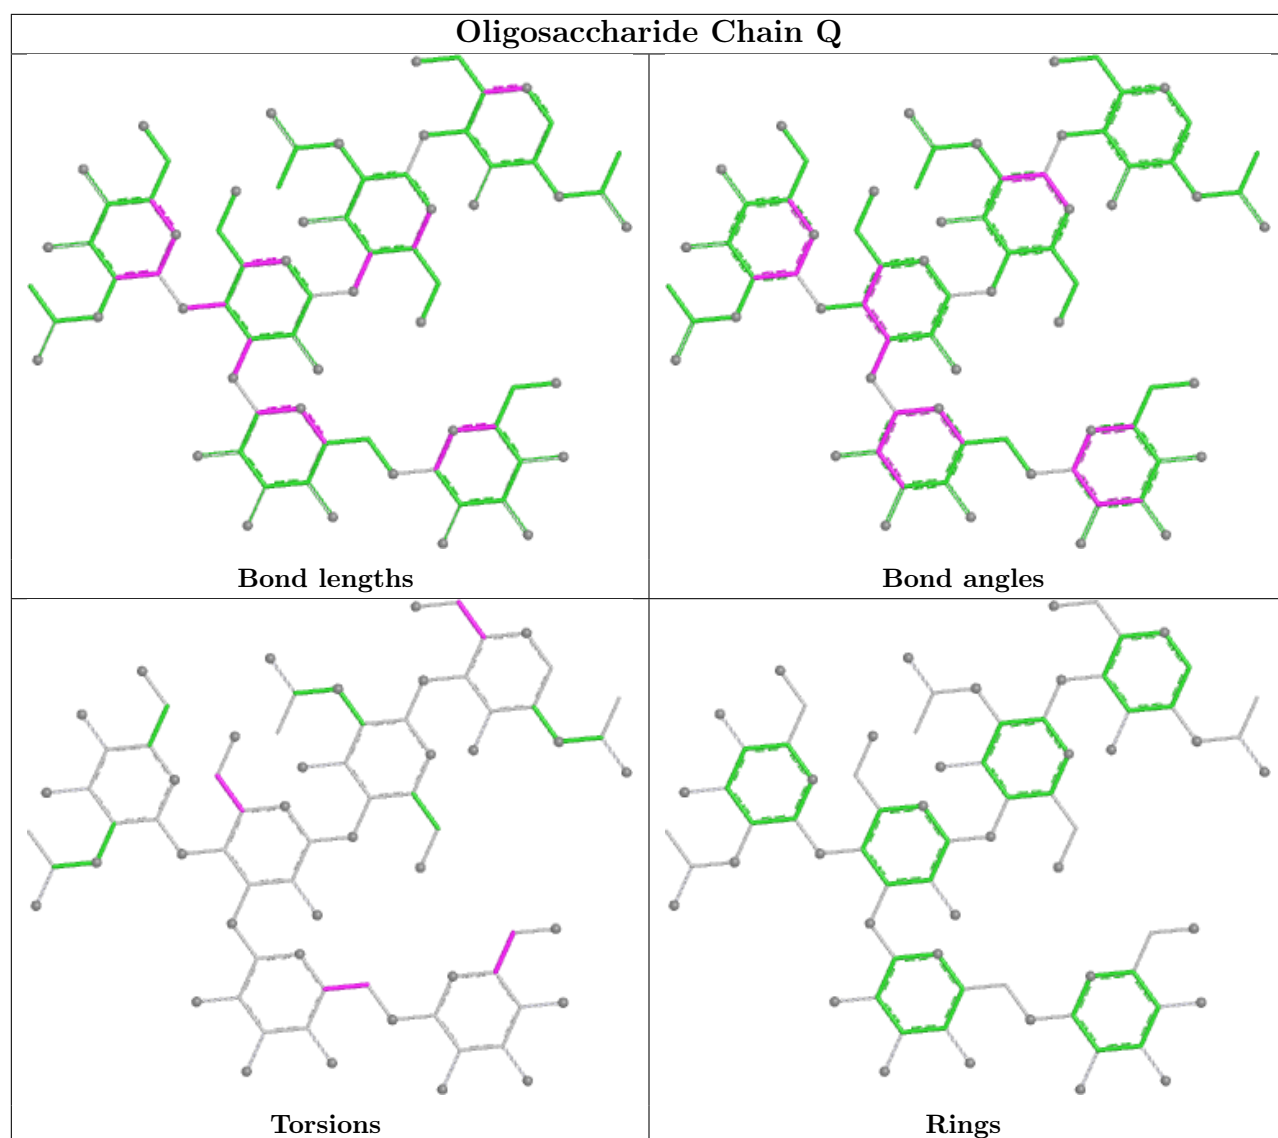 Oligosaccharide Chain Q
Bond lengths
Bond angles
Torsions
Rings